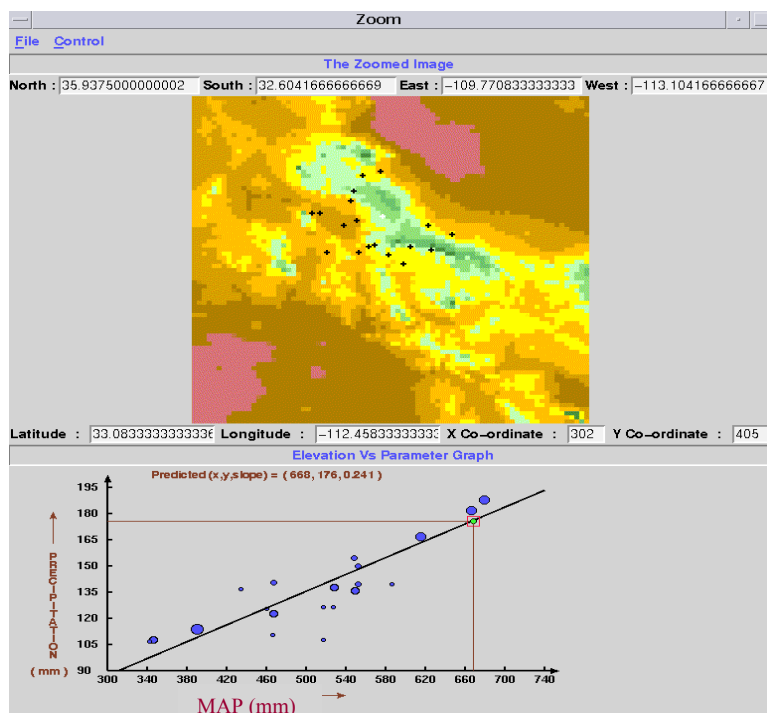 Zoom
File Control
The Zoomed Image
North : 35.9375000000002 South : 32.6041666666669 East : -109.770833333333 West : -113.104166666667
Latitude : 33.0833333333336 Longitude : -112.458333333333 X Co-ordinate : 302 Y Co-ordinate : 405
Elevation Vs Parameter Graph
Predicted (x,y,slope) = ( 668, 176, 0.241 )
195
180
165
150
135
120
105
90
PRECIPITATION
( mm )
300 340 380 420 460 500 540 580 620 660 700 740
MAP (mm)